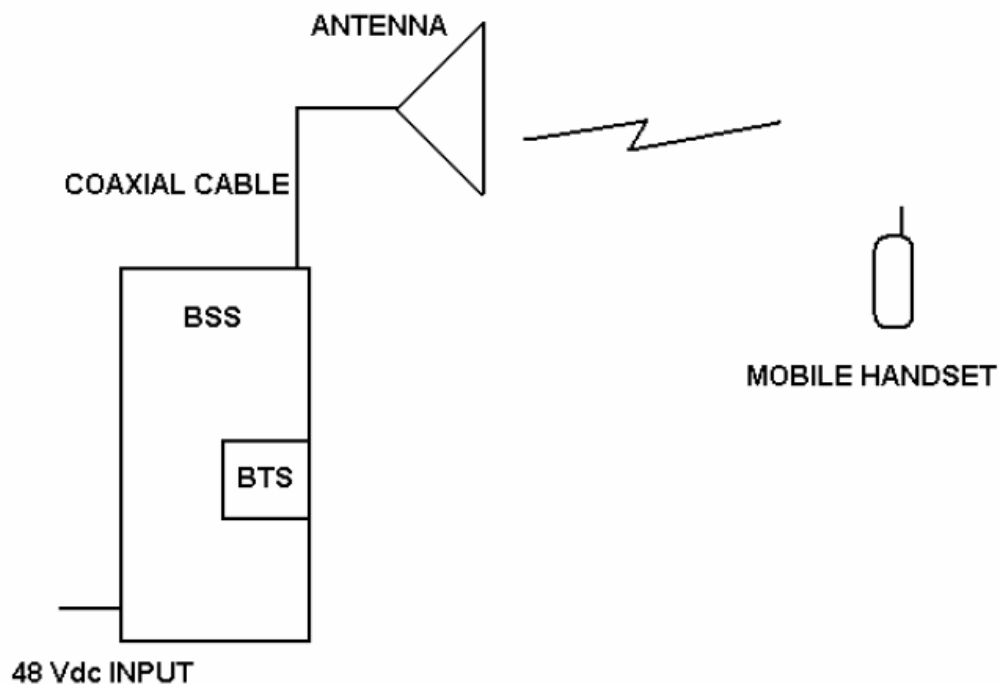 ANTENNA
COAXIAL CABLE
BSS
MOBILE HANDSET
BTS
48 Vdc INPUT